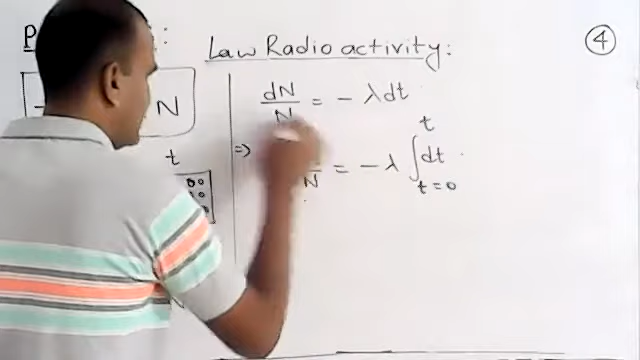 Law Radio activity: 4
N
dN/N = - λdt
t
⇒ N = - λ ∫ dt
t
t = 0